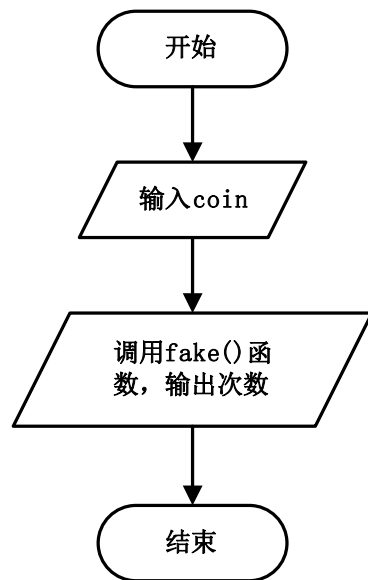 开始
输入coin
调用fake()函
数，输出次数
结束